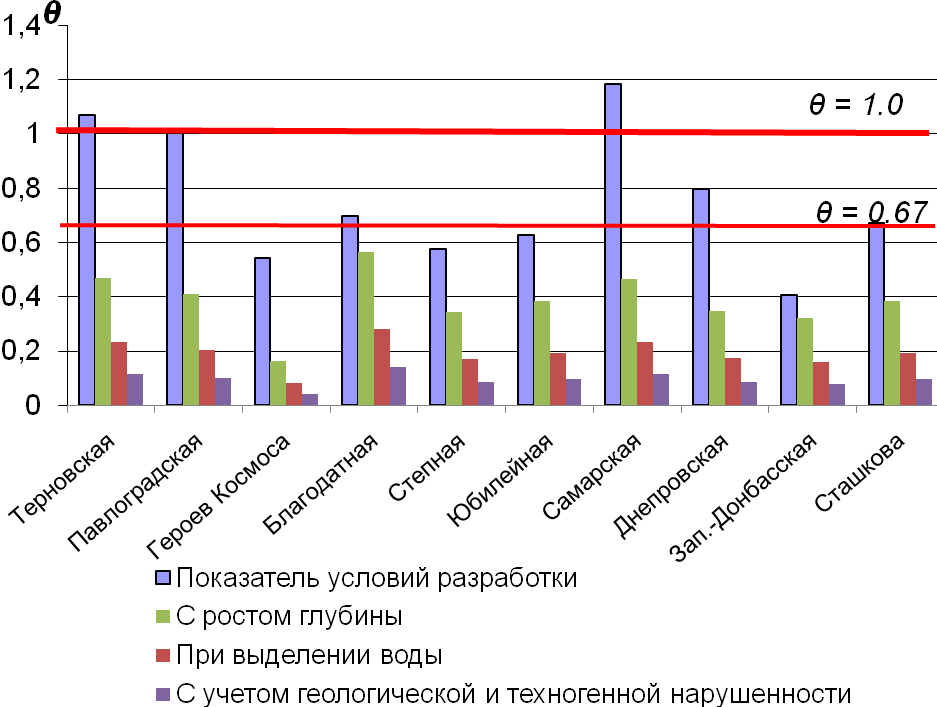 θ
1,4
1,2
1
0,8
0,6
0,4
0,2
0
θ = 1.0
θ = 0.67
Терновская
Павлоградская
Героев Космоса
Благодатная
Степная
Юбилейная
Самарская
Днепровская
Зап.-Донбасская
Сташкова
Показатель условий разработки
С ростом глубины
При выделении воды
С учетом геологической и техногенной нарушенности